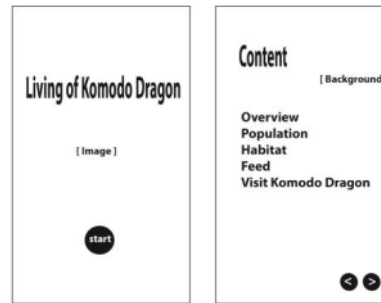 Living of Komodo Dragon
[ Image ]
start
Content
[ Background
Overview
Population
Habitat
Feed
Visit Komodo Dragon
< >